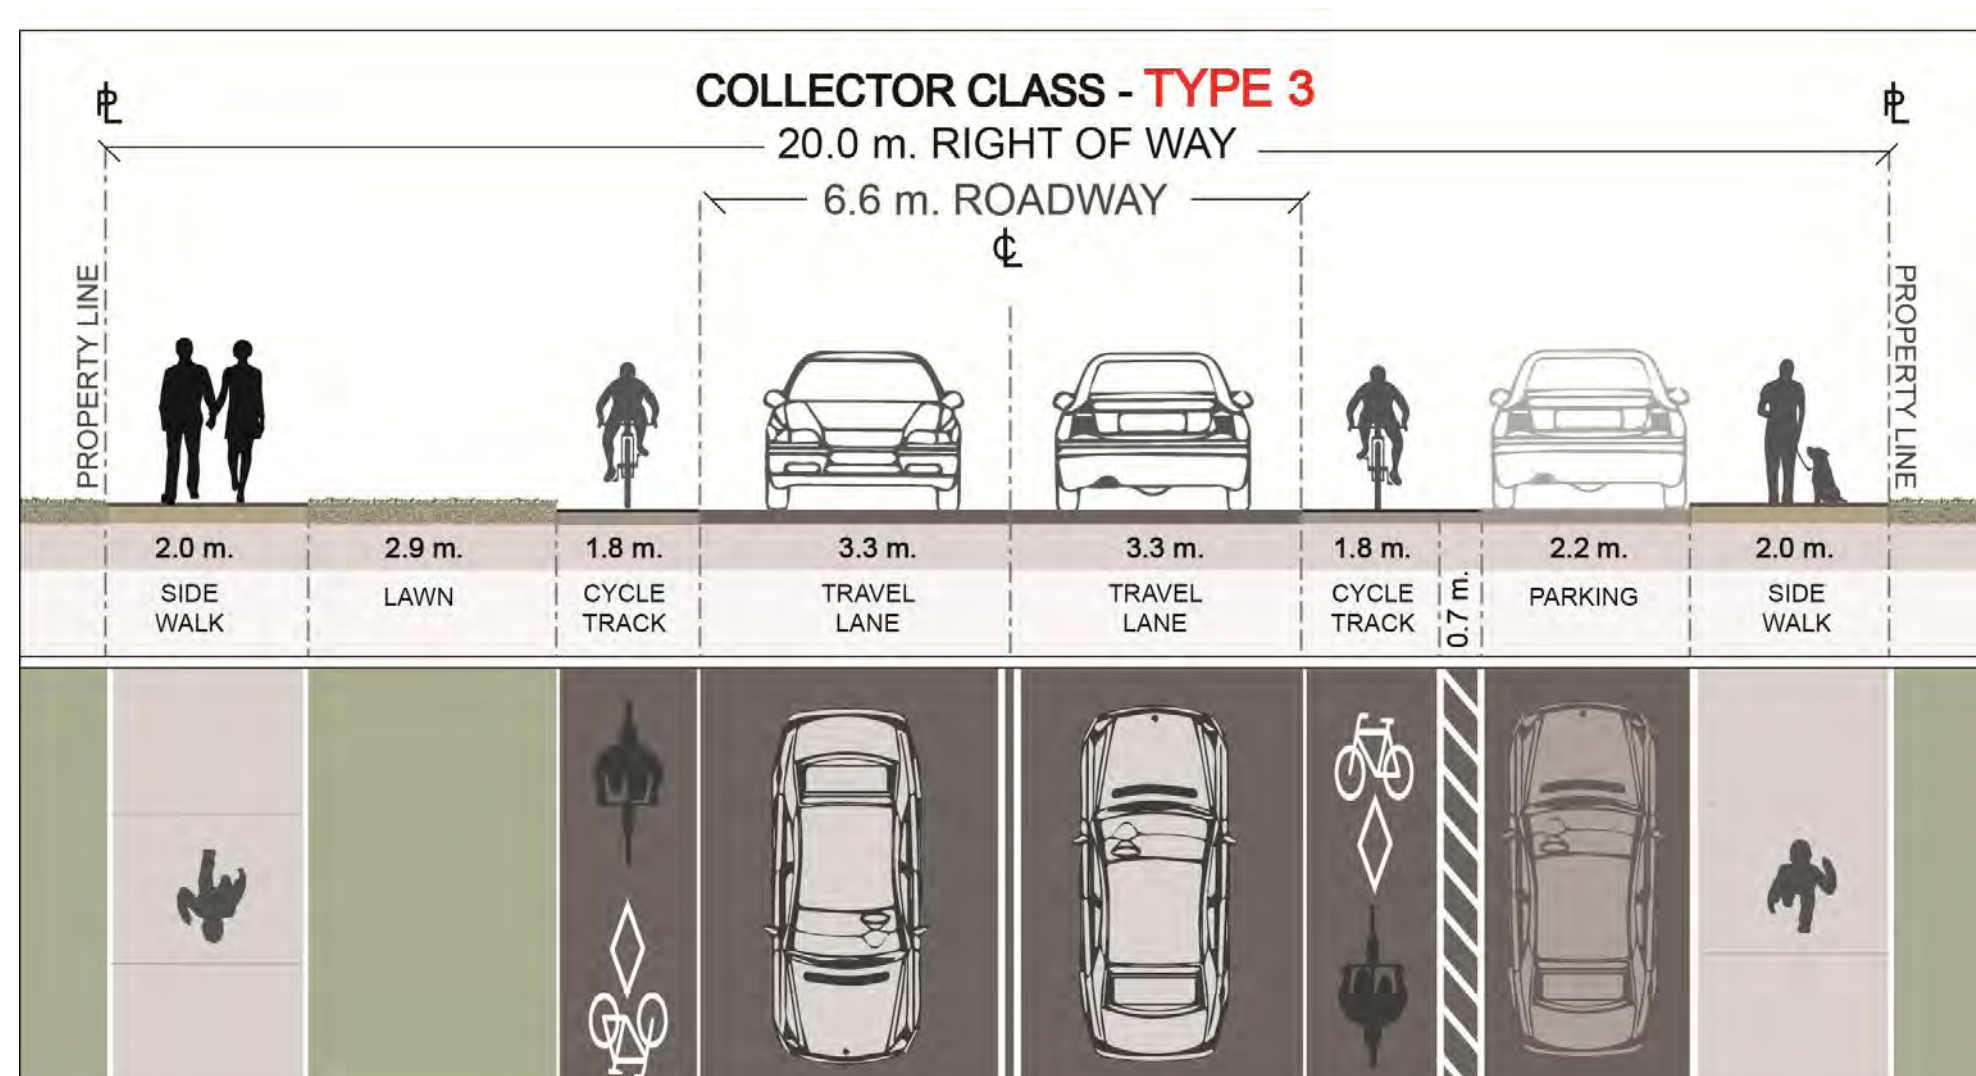 COLLECTOR CLASS - TYPE 3
PL
PL
20.0 m. RIGHT OF WAY
6.6 m. ROADWAY
CL
PROPERTY LINE
PROPERTY LINE
2.0 m.
2.9 m.
1.8 m.
3.3 m.
3.3 m.
1.8 m.
0.7 m.
2.2 m.
2.0 m.
SIDE
WALK
LAWN
CYCLE
TRACK
TRAVEL
LANE
TRAVEL
LANE
CYCLE
TRACK
PARKING
SIDE
WALK